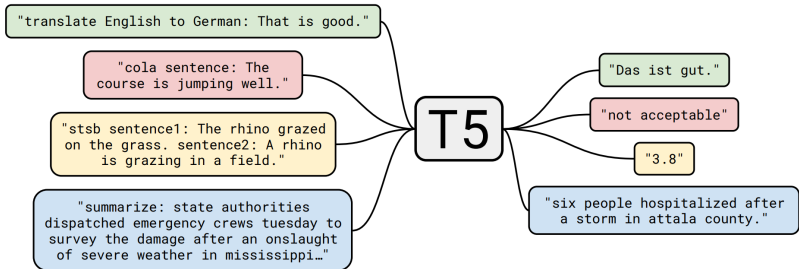 "translate English to German: That is good."
"cola sentence: The
course is jumping well."
"stsb sentence1: The rhino grazed
on the grass. sentence2: A rhino
is grazing in a field."
"summarize: state authorities
dispatched emergency crews tuesday to
survey the damage after an onslaught
of severe weather in mississippi…"
T5
"Das ist gut."
"not acceptable"
"3.8"
"six people hospitalized after
a storm in attala county."